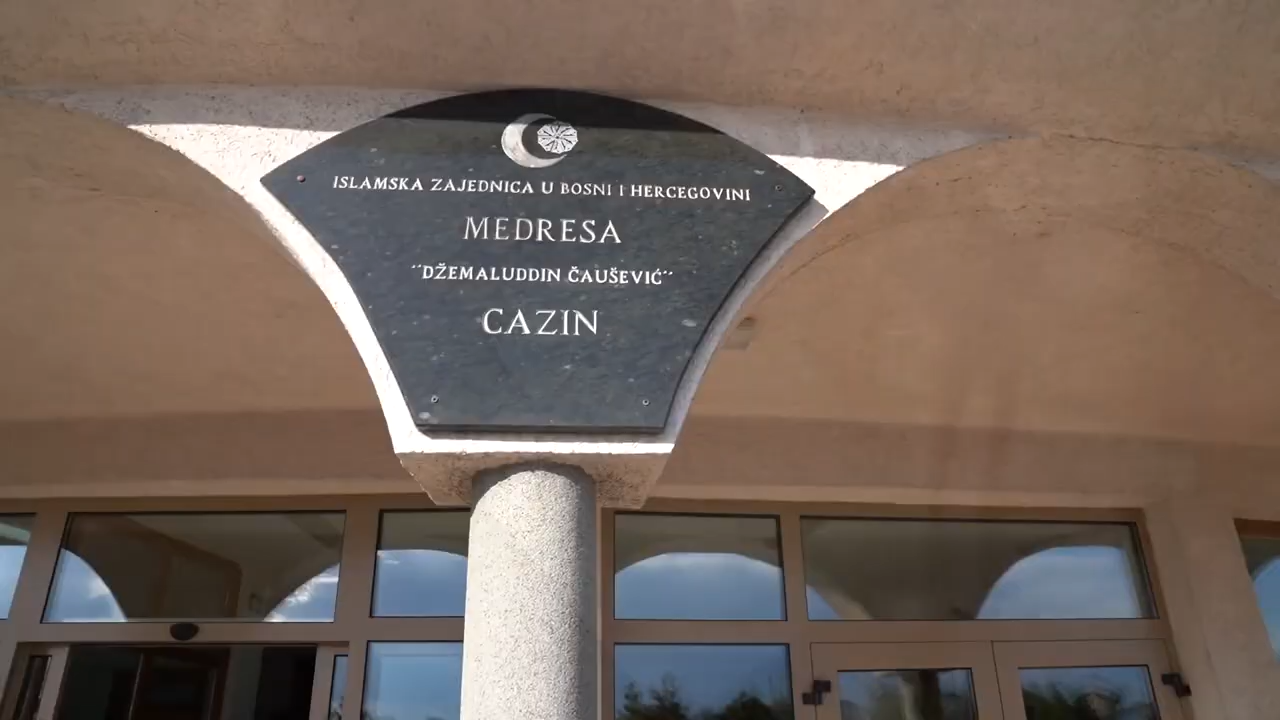 ISLAMSKA ZAJEDNICA U BOSNI I HERCEGOVINI
MEDRESA
"DŽEMALUDDIN ČAUŠEVIĆ"
CAZIN